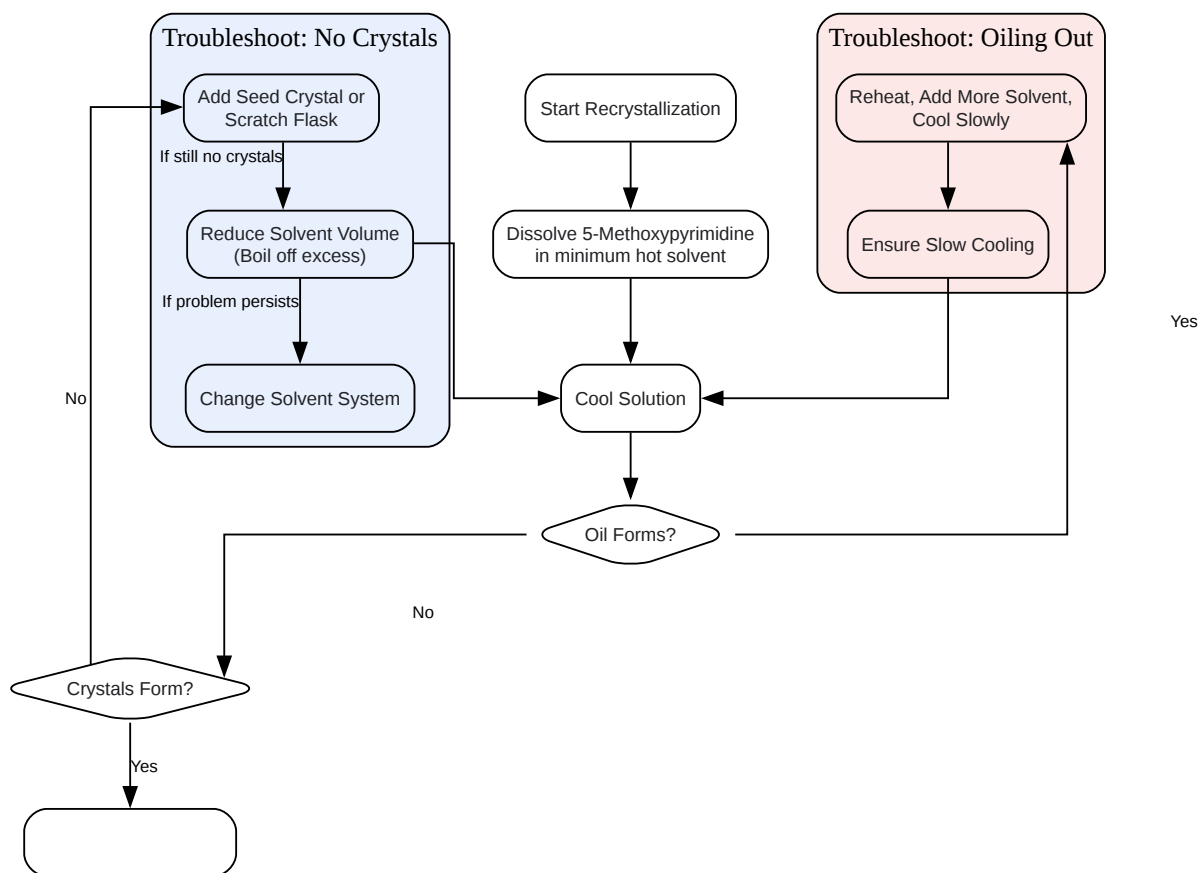 Troubleshoot: No Crystals
Troubleshoot: Oiling Out
Add Seed Crystal or
Scratch Flask
Start Recrystallization
Reheat, Add More Solvent,
Cool Slowly
If still no crystals
Reduce Solvent Volume
(Boil off excess)
Dissolve 5-Methoxypyrimidine
in minimum hot solvent
Ensure Slow Cooling
If problem persists
Yes
No
Change Solvent System
Cool Solution
Oil Forms?
No
Crystals Form?
Yes